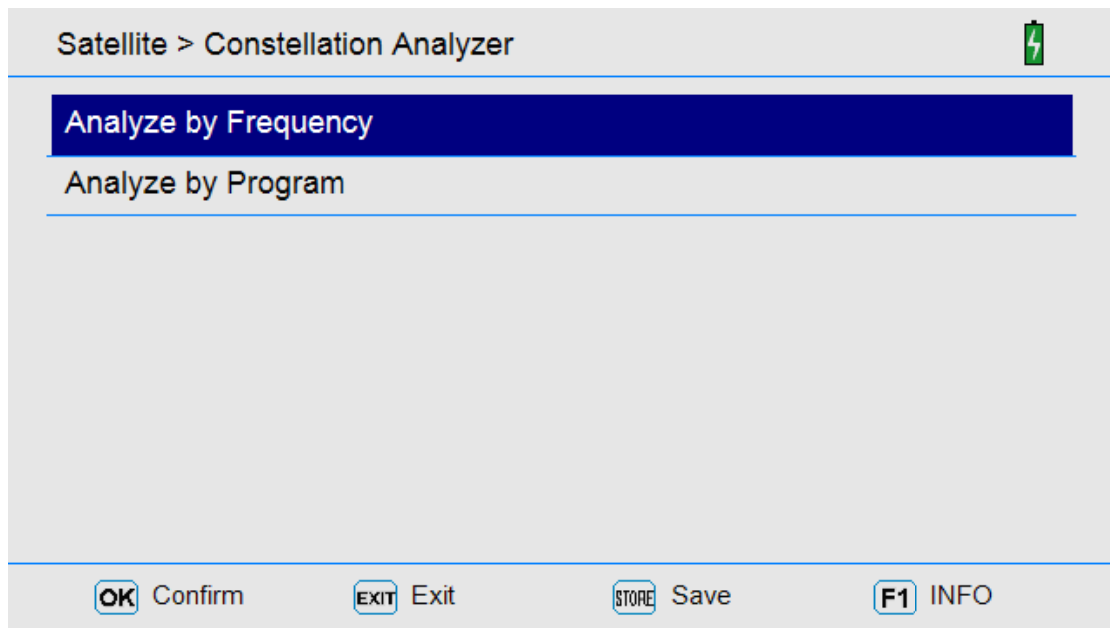 Satellite > Constellation Analyzer
Analyze by Frequency
Analyze by Program
OK Confirm EXIT Exit STORE Save F1 INFO